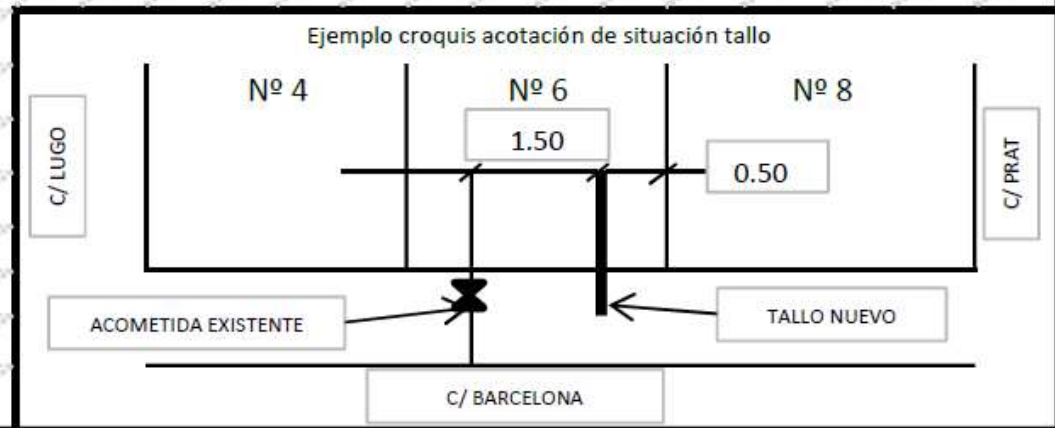 Ejemplo croquis acotación de situación tallo
Nº 4
Nº 6
Nº 8
1.50
0.50
C/ LUGO
C/ PRAT
ACOMETIDA EXISTENTE
TALLO NUEVO
C/ BARCELONA